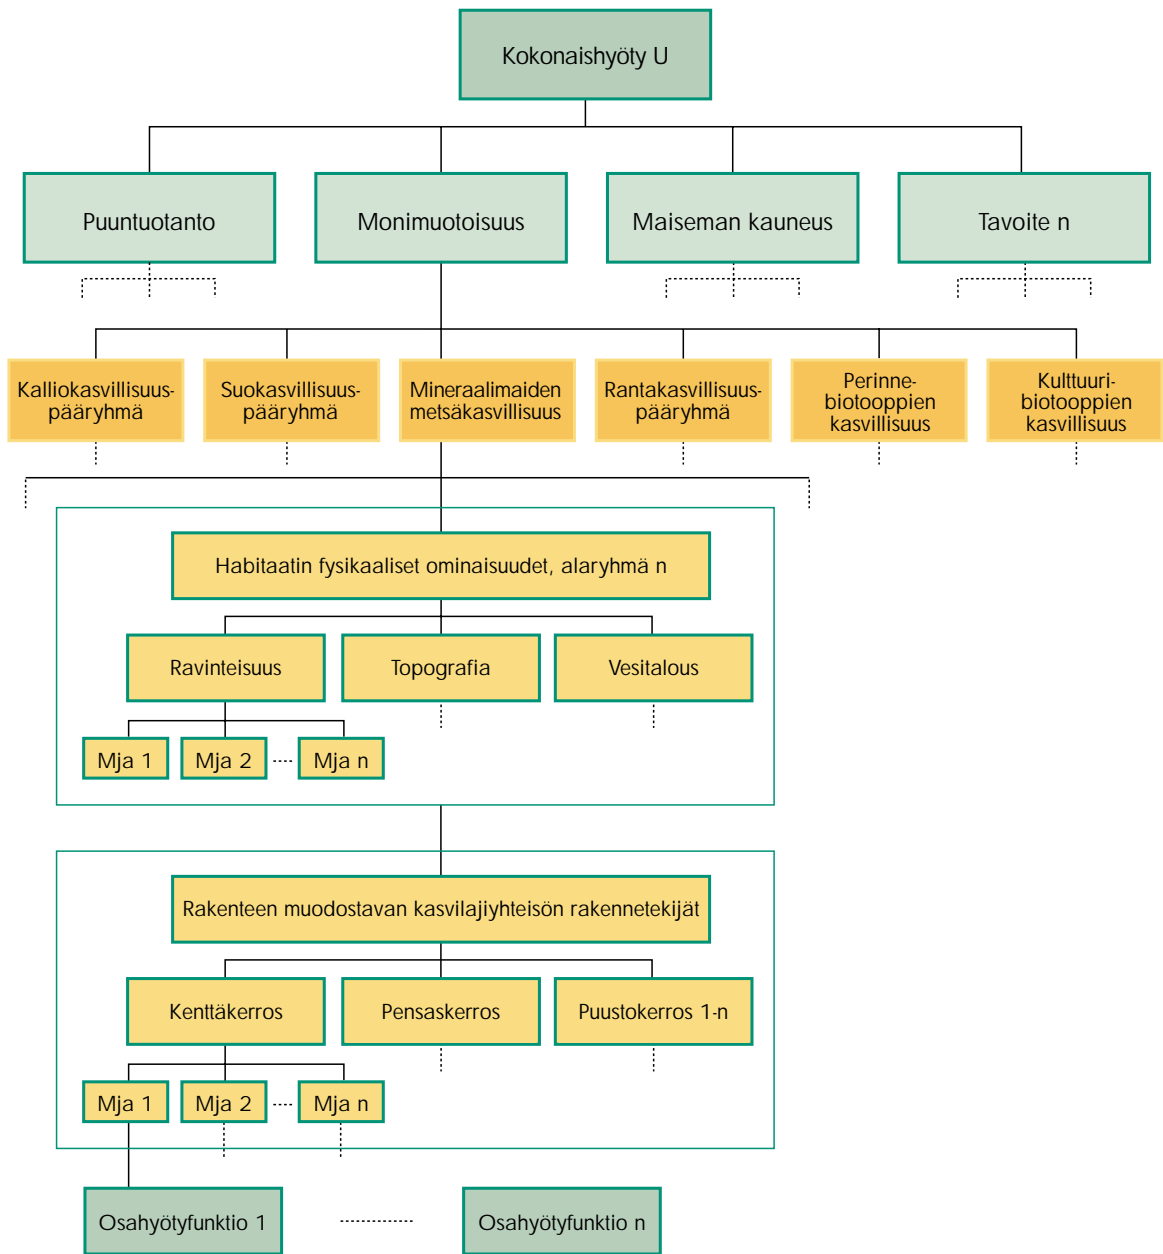 Kokonaishyöty U
Puuntuotanto
Monimuotoisuus
Maiseman kauneus
Tavoite n
Kalliokasvillisuus-
pääryhmä
Suokasvillisuus-
pääryhmä
Mineraalimaiden
metsäkasvillisuus
Rantakasvillisuus-
pääryhmä
Perinne-
biotooppien
kasvillisuus
Kulttuuri-
biotooppien
kasvillisuus
Habitaatin fysikaaliset ominaisuudet, alaryhmä n
Ravinteisuus
Topografia
Vesitalous
Mja 1
Mja 2
Mja n
Rakenteen muodostavan kasvilajiyhteisön rakennetekijät
Kenttäkerros
Pensaskerros
Puustokerros 1-n
Mja 1
Mja 2
Mja n
Osahyötyfunktio 1
Osahyötyfunktio n